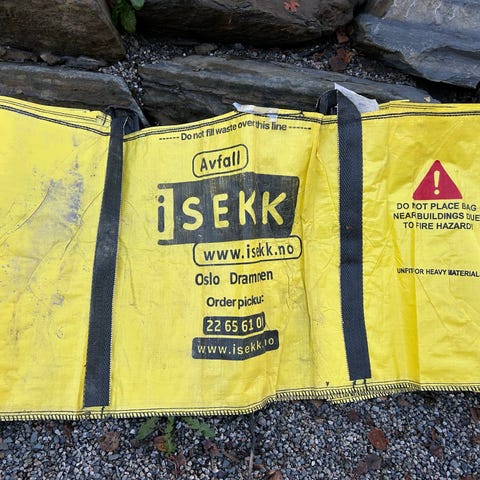 Do not fill waste over this line
Avfall
iSEKK
www.isekk.no
Oslo Drammen
Order pickup:
22 65 61 00
www.isekk.no
DO NOT PLACE BAG
NEAR BUILDINGS DUE
TO FIRE HAZARD!
UNFIT FOR HEAVY MATERIAL